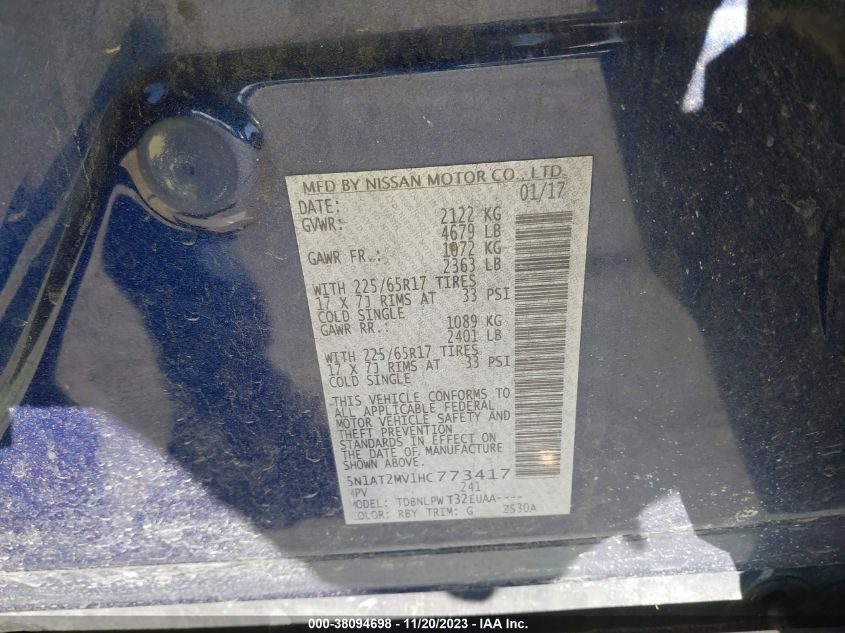 MFD BY NISSAN MOTOR CO., LTD.
DATE: 01/17
GVWR: 2122 KG
4679 LB
GAWR FR.: 1072 KG
2363 LB
WITH 225/65R17 TIRES
17 X 7J RIMS AT 33 PSI
COLD SINGLE
GAWR RR.: 1089 KG
2401 LB
WITH 225/65R17 TIRES
17 X 7J RIMS AT 33 PSI
COLD SINGLE
THIS VEHICLE CONFORMS TO
ALL APPLICABLE FEDERAL
MOTOR VEHICLE SAFETY AND
THEFT PREVENTION
STANDARDS IN EFFECT ON
THE DATE OF MANUFACTURE
SHOWN ABOVE.
5N1AT2MV1HC773417
MPV 241
MODEL: TDBNLPWT32EUAA----
COLOR: RBY TRIM: G ZS30A
000-38094698 - 11/20/2023 - IAA Inc.